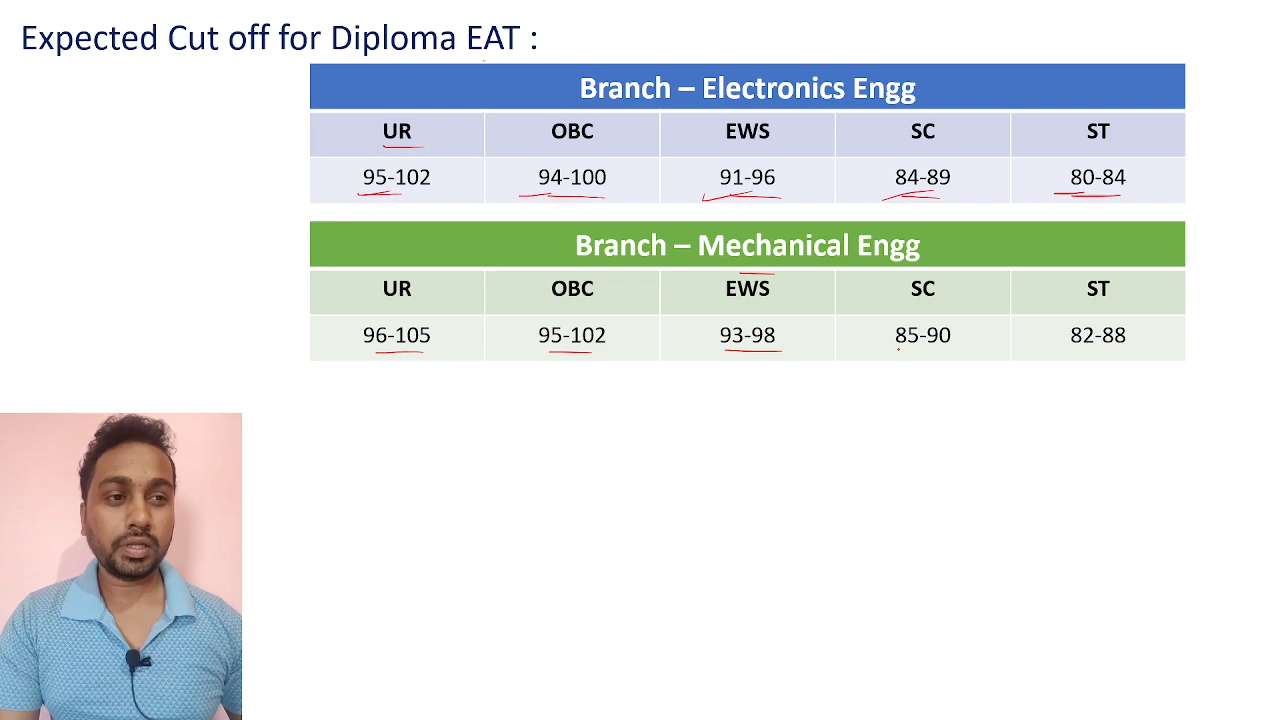 Expected Cut off for Diploma EAT :
Branch – Electronics Engg
UR OBC EWS SC ST
95-102 94-100 91-96 84-89 80-84
Branch – Mechanical Engg
UR OBC EWS SC ST
96-105 95-102 93-98 85-90 82-88